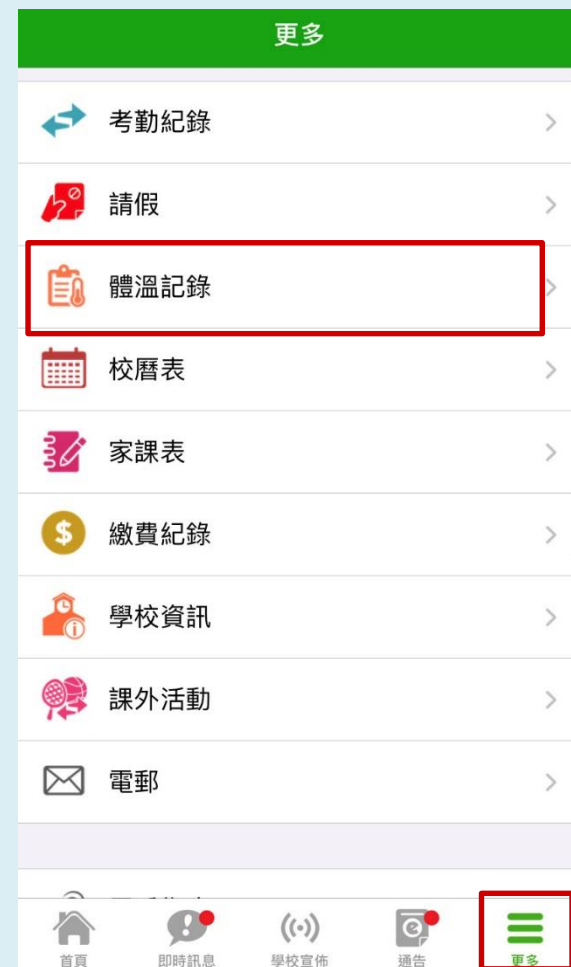 更多
考勤紀錄
請假
體溫記錄
校曆表
家課表
繳費紀錄
學校資訊
課外活動
電郵
首頁
即時訊息
學校宣佈
通告
更多